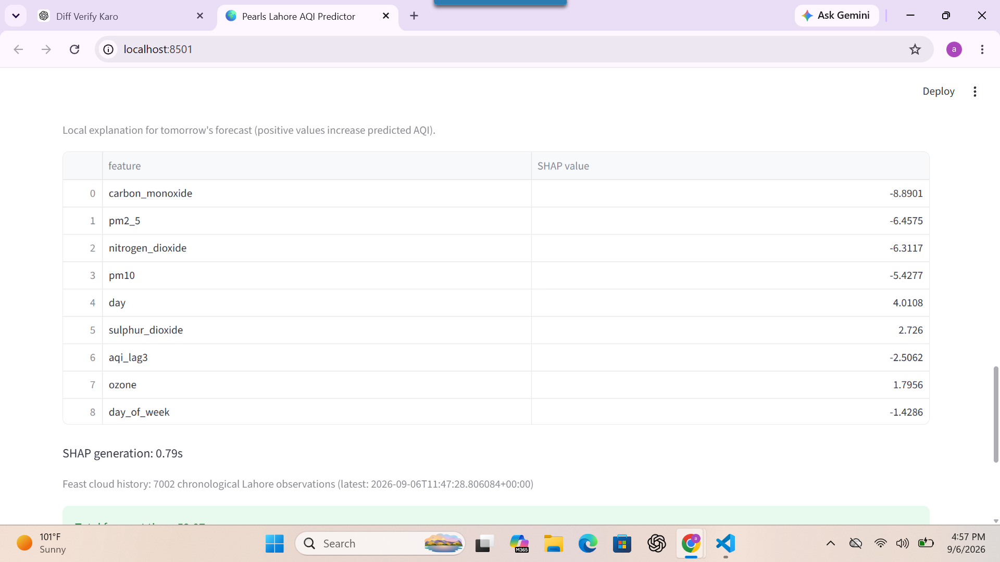 Diff Verify Karo
Pearls Lahore AQI Predictor
Ask Gemini
localhost:8501
a
Deploy
Local explanation for tomorrow's forecast (positive values increase predicted AQI).
feature SHAP value
0 carbon_monoxide -8.8901
1 pm2_5 -6.4575
2 nitrogen_dioxide -6.3117
3 pm10 -5.4277
4 day 4.0108
5 sulphur_dioxide 2.726
6 aqi_lag3 -2.5062
7 ozone 1.7956
8 day_of_week -1.4286
SHAP generation: 0.79s
Feast cloud history: 7002 chronological Lahore observations (latest: 2026-09-06T11:47:28.806084+00:00)
101°F
Sunny
Search
M365
a
4:57 PM
9/6/2026